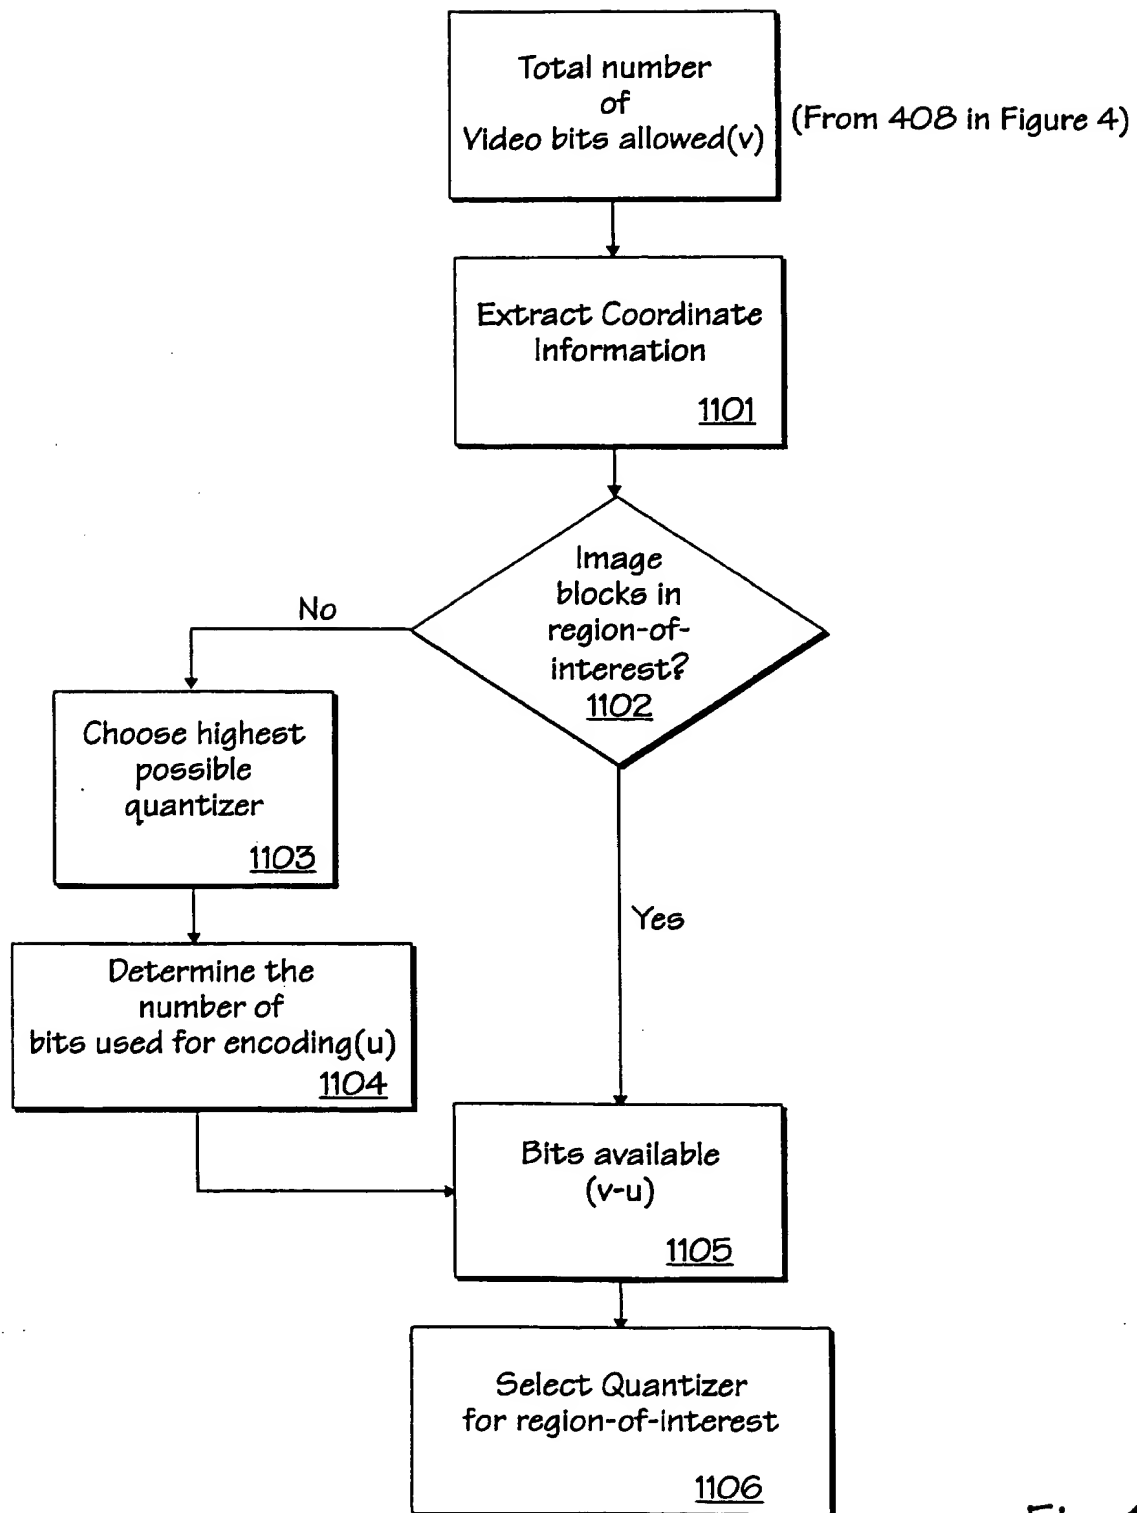 Total number
of
Video bits allowed(v)
(From 408 in Figure 4)
Extract Coordinate
Information
1101
Image
blocks in
region-of-
interest?
1102
No
Choose highest
possible
quantizer
1103
Yes
Determine the
number of
bits used for encoding(u)
1104
Bits available
(v-u)
1105
Select Quantizer
for region-of-interest
1106